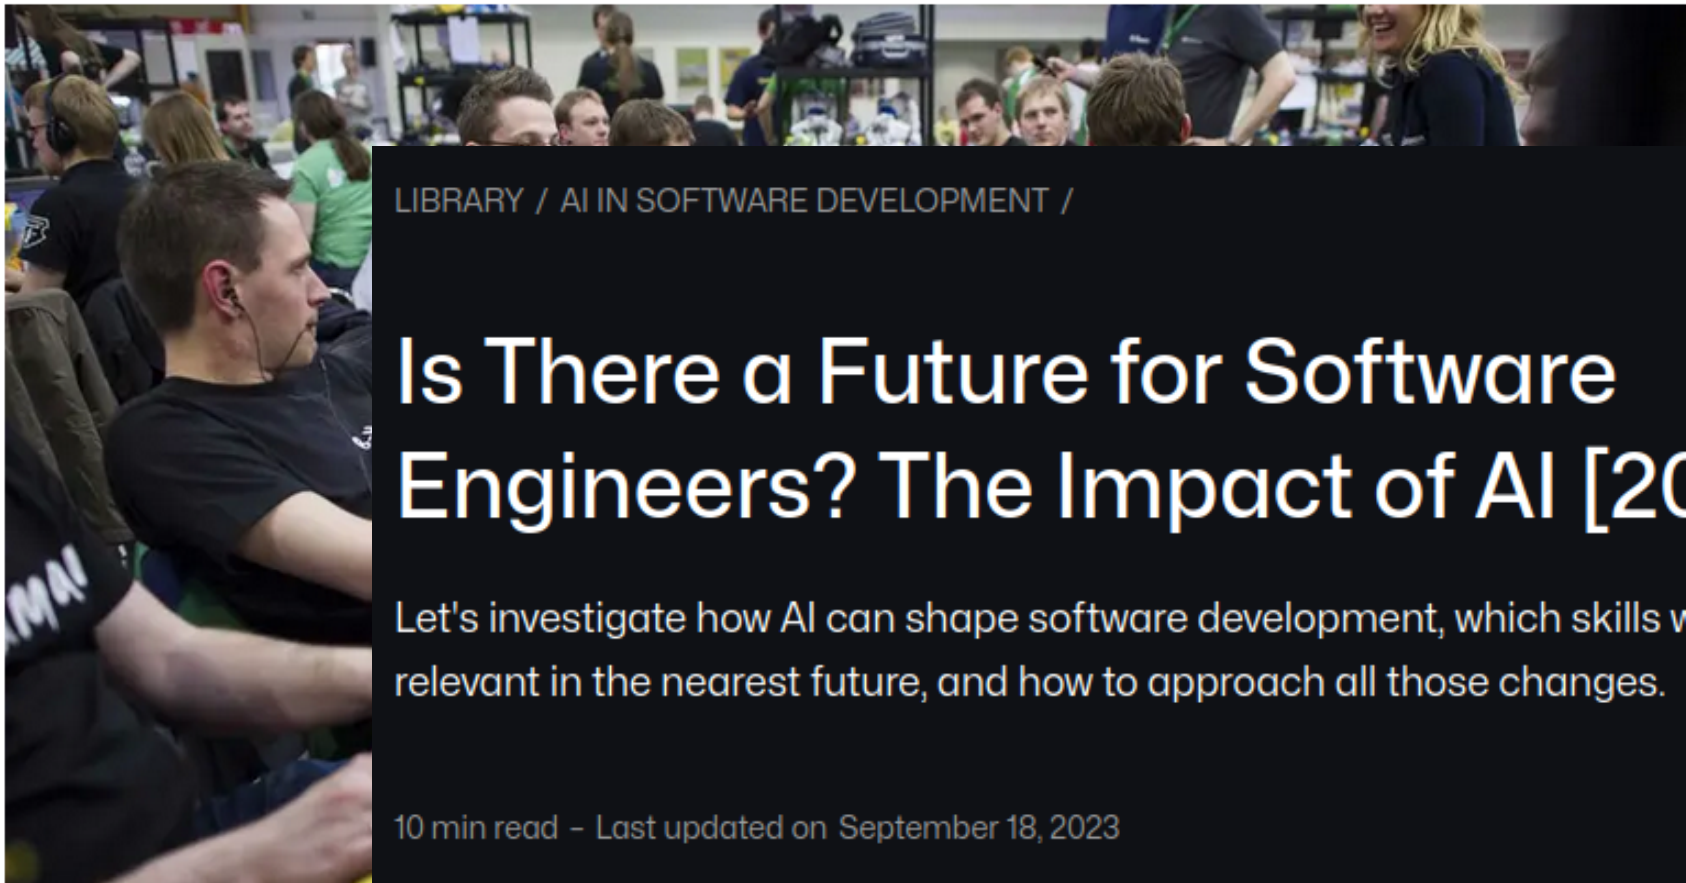 LIBRARY / AI IN SOFTWARE DEVELOPMENT /
Is There a Future for Software
Engineers? The Impact of AI [20
Let's investigate how AI can shape software development, which skills w
relevant in the nearest future, and how to approach all those changes.
10 min read – Last updated on September 18, 2023